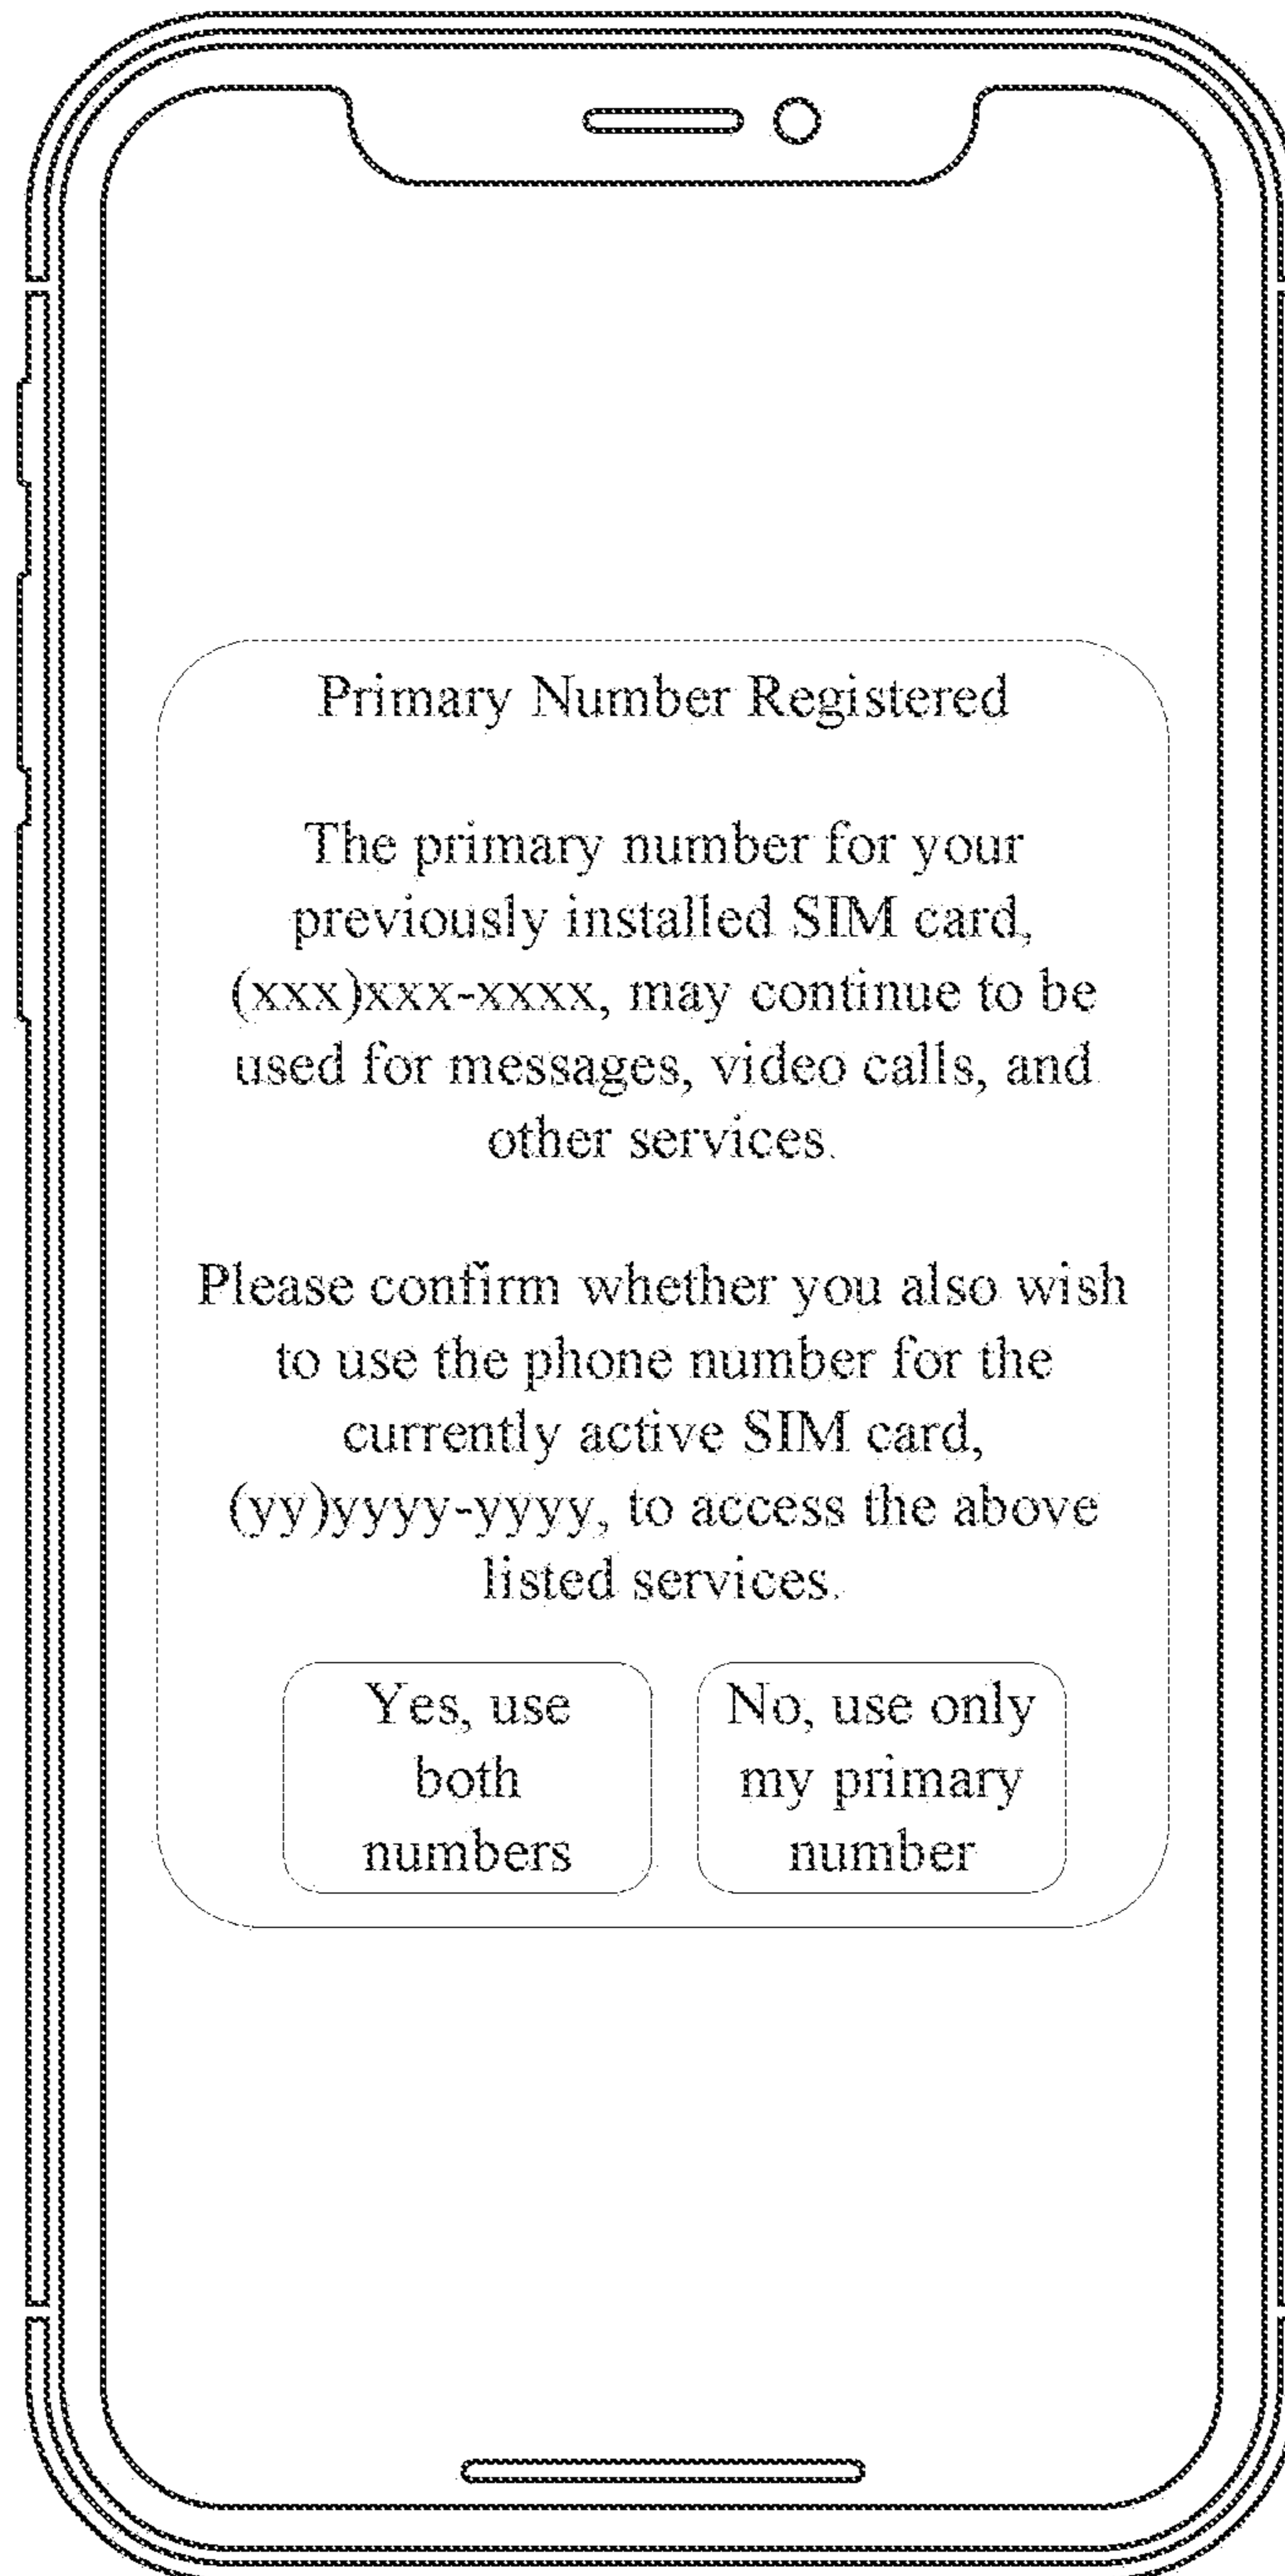 Primary Number Registered
The primary number for your
previously installed SIM card,
(xxx)xxx-xxxx, may continue to be
used for messages, video calls, and
other services.
Please confirm whether you also wish
to use the phone number for the
currently active SIM card,
(yy)yyyy-yyyy, to access the above
listed services.
Yes, use
both
numbers
No, use only
my primary
number